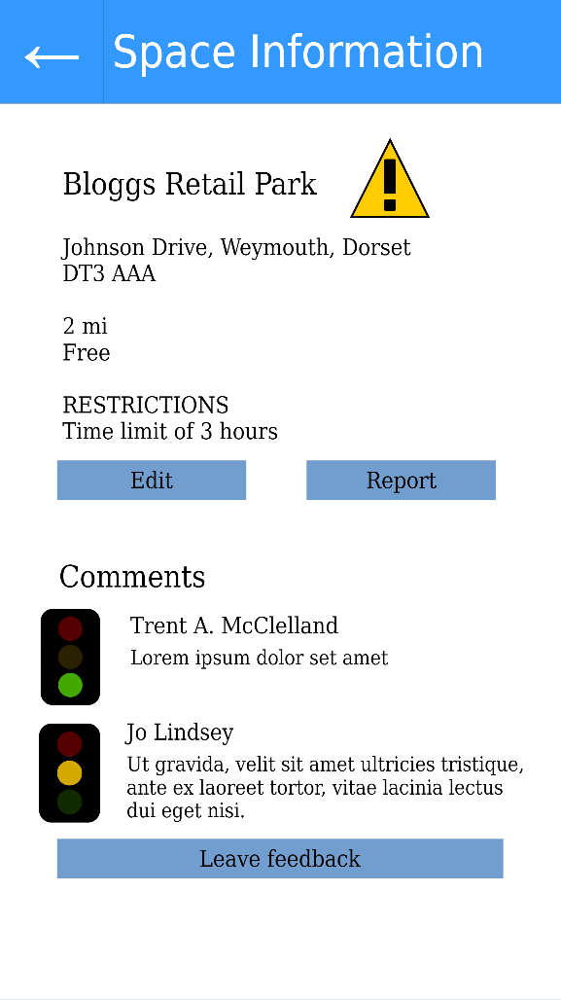 Space Information
Bloggs Retail Park
Johnson Drive, Weymouth, Dorset
DT3 AAA
2 mi
Free
RESTRICTIONS
Time limit of 3 hours
Edit
Report
Comments
Trent A. McClelland
Lorem ipsum dolor set amet
Jo Lindsey
Ut gravida, velit sit amet ultricies tristique,
ante ex laoreet tortor, vitae lacinia lectus
dui eget nisi.
Leave feedback